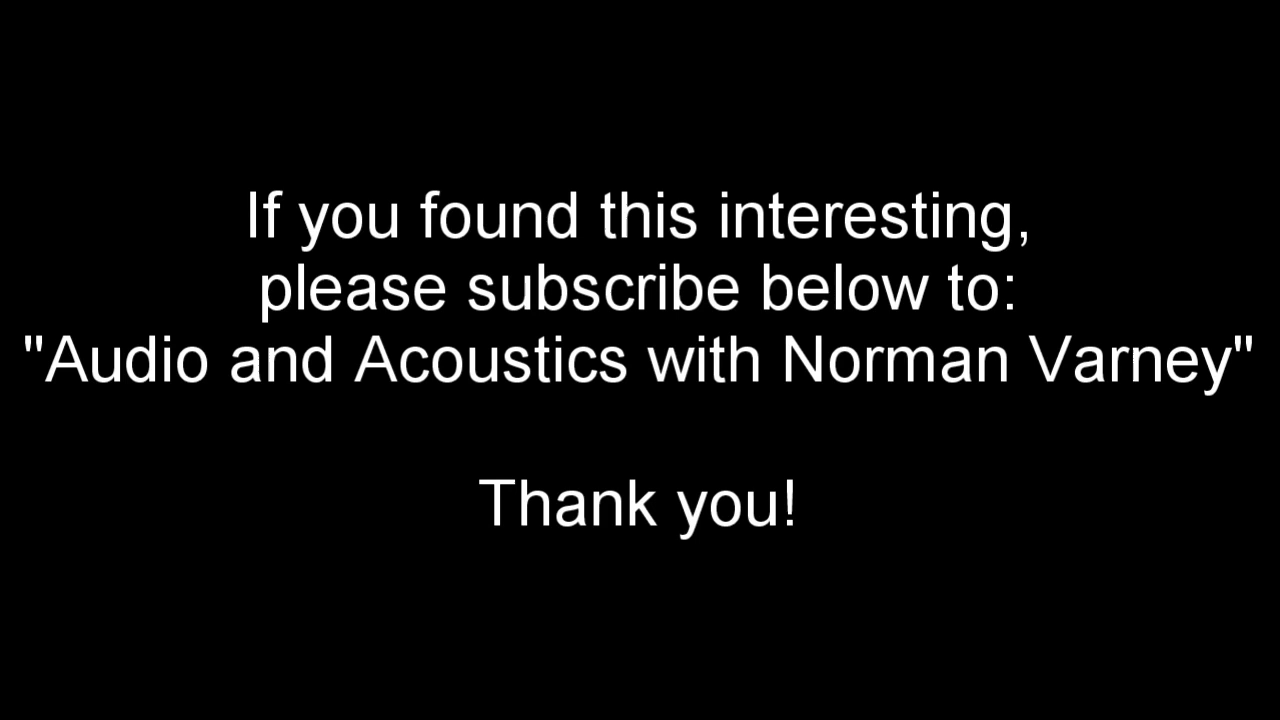 If you found this interesting,
please subscribe below to:
"Audio and Acoustics with Norman Varney"
Thank you!